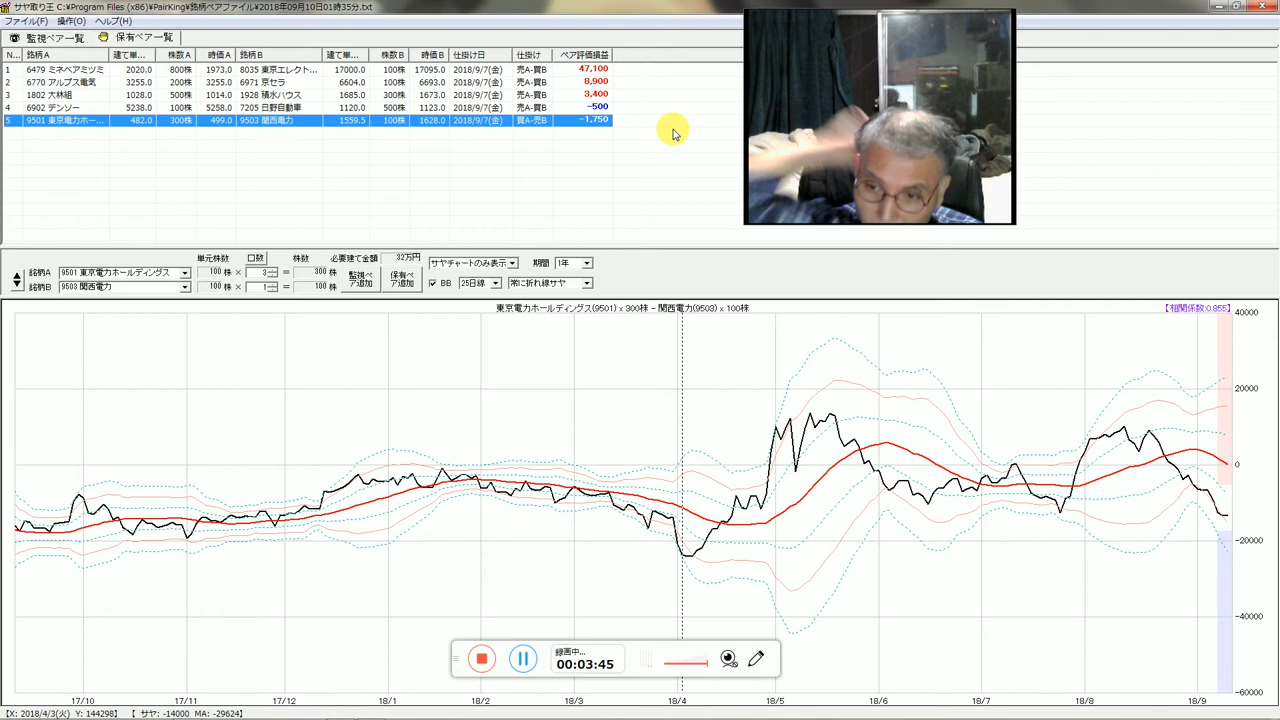 サヤ取り王 C:¥Program Files (x86)¥PairKing¥銘柄ペアファイル¥2018年09月10日01時35分.txt
ファイル(F) 操作(O) ヘルプ(H)
監視ペア一覧 保有ペア一覧
N... 銘柄A 建て単... 株数A 時価A 銘柄B 建て単... 株数B 時価B 仕掛け日 仕掛け ペア評価損益
1 6479 ミネベアミツミ 2020.0 800株 1973.0 8035 東京エレクト... 17000.0 100株 17095.0 2018/9/7(金) 売A-買B 47,100
2 6770 アルプス電気 3255.0 200株 3255.0 6971 京セラ 6604.0 100株 6693.0 2018/9/7(金) 売A-買B 8,900
3 1802 大林組 1028.0 500株 1014.0 1928 積水ハウス 1685.0 300株 1673.0 2018/9/7(金) 売A-買B 3,400
4 6902 デンソー 5238.0 100株 5258.0 7205 日野自動車 1120.0 500株 1123.0 2018/9/7(金) 売A-買B -500
5 9501 東京電力ホー... 482.0 300株 499.0 9503 関西電力 1559.5 100株 1628.0 2018/9/7(金) 買A-売B -1,750
単元株数 口数 株数 必要建て金額 32万円 サヤチャートのみ表示 期間 1年
銘柄A 9501 東京電力ホールディングス 100 株 × 3 = 300 株 監視ペア追加 保有ペア追加
銘柄B 9503 関西電力 100 株 × 1 = 100 株 BB 25日線 常に折れ線サヤ
東京電力ホールディングス(9501) x 300株 - 関西電力(9503) x 100株
【相関係数:0.855】
40000
20000
0
-20000
-40000
-60000
録画中...
00:03:45
17/10 17/11 17/12 18/1 18/2 18/3 18/4 18/5 18/6 18/7 18/8 18/9
[X: 2018/4/3(火) Y: 144298] 【 サヤ: -14000 MA: -29624】